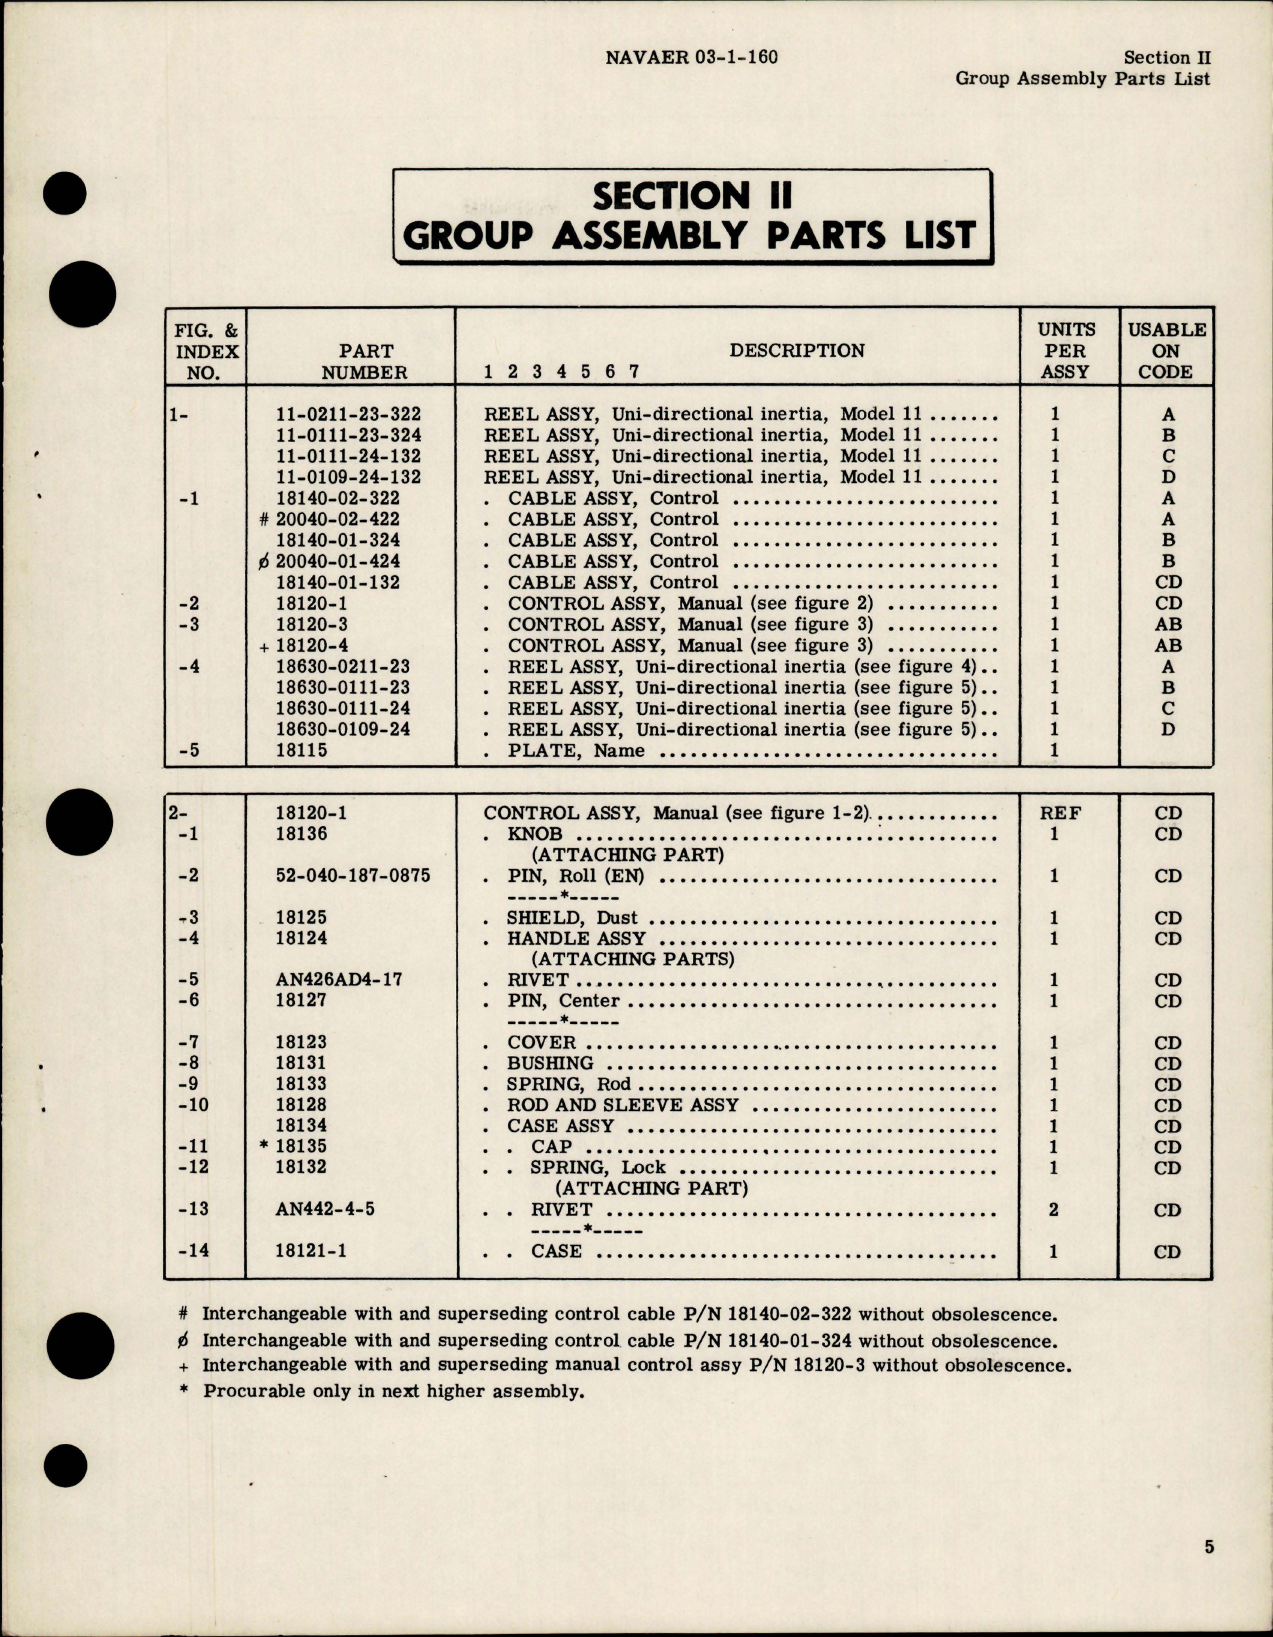 NAVAER 03-1-160
Section II
Group Assembly Parts List
SECTION II
GROUP ASSEMBLY PARTS LIST
FIG. & INDEX NO. PART NUMBER DESCRIPTION 1 2 3 4 5 6 7 UNITS PER ASSY USABLE ON CODE
1- 11-0211-23-322 REEL ASSY, Uni-directional inertia, Model 11 ....... 1 A
11-0111-23-324 REEL ASSY, Uni-directional inertia, Model 11 ....... 1 B
11-0111-24-132 REEL ASSY, Uni-directional inertia, Model 11 ....... 1 C
11-0109-24-132 REEL ASSY, Uni-directional inertia, Model 11 ....... 1 D
-1 18140-02-322 . CABLE ASSY, Control .......................... 1 A
# 20040-02-422 . CABLE ASSY, Control .......................... 1 A
18140-01-324 . CABLE ASSY, Control .......................... 1 B
ø 20040-01-424 . CABLE ASSY, Control .......................... 1 B
18140-01-132 . CABLE ASSY, Control .......................... 1 CD
-2 18120-1 . CONTROL ASSY, Manual (see figure 2) ........... 1 CD
-3 18120-3 . CONTROL ASSY, Manual (see figure 3) ........... 1 AB
+ 18120-4 . CONTROL ASSY, Manual (see figure 3) ........... 1 AB
-4 18630-0211-23 . REEL ASSY, Uni-directional inertia (see figure 4).. 1 A
18630-0111-23 . REEL ASSY, Uni-directional inertia (see figure 5).. 1 B
18630-0111-24 . REEL ASSY, Uni-directional inertia (see figure 5).. 1 C
18630-0109-24 . REEL ASSY, Uni-directional inertia (see figure 5).. 1 D
-5 18115 . PLATE, Name ................................. 1
2- 18120-1 CONTROL ASSY, Manual (see figure 1-2)............. REF CD
-1 18136 . KNOB ......................................... 1 CD
(ATTACHING PART)
-2 52-040-187-0875 . PIN, Roll (EN) ................................. 1 CD
-----*-----
-3 18125 . SHIELD, Dust .................................. 1 CD
-4 18124 . HANDLE ASSY ................................. 1 CD
(ATTACHING PARTS)
-5 AN426AD4-17 . RIVET ......................................... 1 CD
-6 18127 . PIN, Center .................................... 1 CD
-----*-----
-7 18123 . COVER ........................................ 1 CD
-8 18131 . BUSHING ...................................... 1 CD
-9 18133 . SPRING, Rod ................................... 1 CD
-10 18128 . ROD AND SLEEVE ASSY ........................ 1 CD
18134 . CASE ASSY .................................... 1 CD
-11 * 18135 . . CAP ........................................ 1 CD
-12 18132 . . SPRING, Lock ............................... 1 CD
(ATTACHING PART)
-13 AN442-4-5 . . RIVET ...................................... 2 CD
-----*-----
-14 18121-1 . . CASE ....................................... 1 CD
# Interchangeable with and superseding control cable P/N 18140-02-322 without obsolescence.
ø Interchangeable with and superseding control cable P/N 18140-01-324 without obsolescence.
+ Interchangeable with and superseding manual control assy P/N 18120-3 without obsolescence.
* Procurable only in next higher assembly.
5